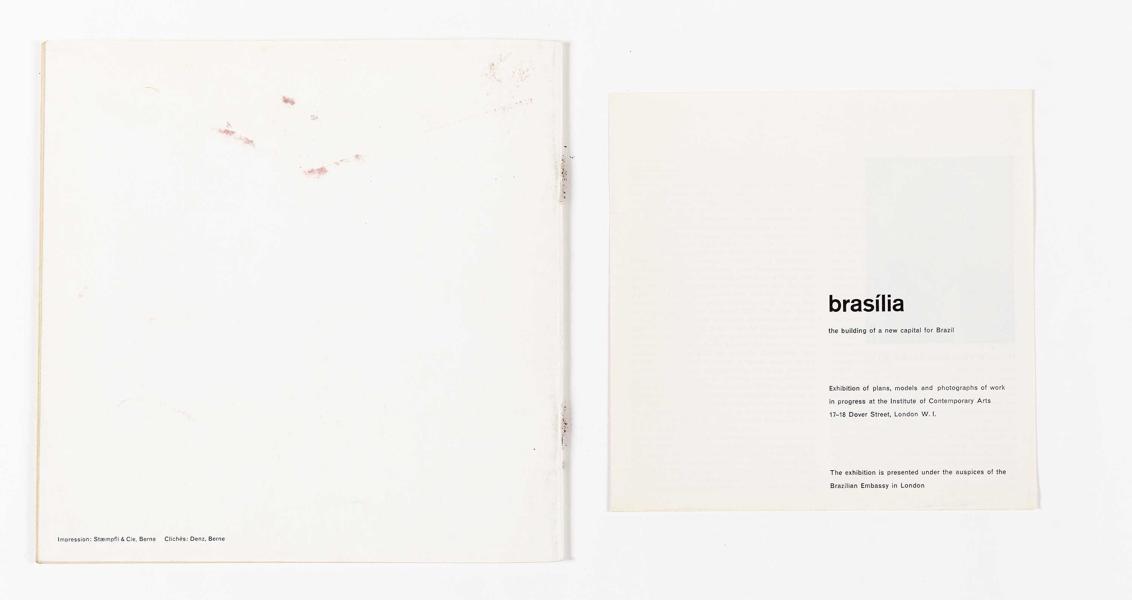 Impression: Stæmpfli & Cie, Berne Clichés: Denz, Berne
brasília
the building of a new capital for Brazil
Exhibition of plans, models and photographs of work
in progress at the Institute of Contemporary Arts
17–18 Dover Street, London W. I.
The exhibition is presented under the auspices of the
Brazilian Embassy in London